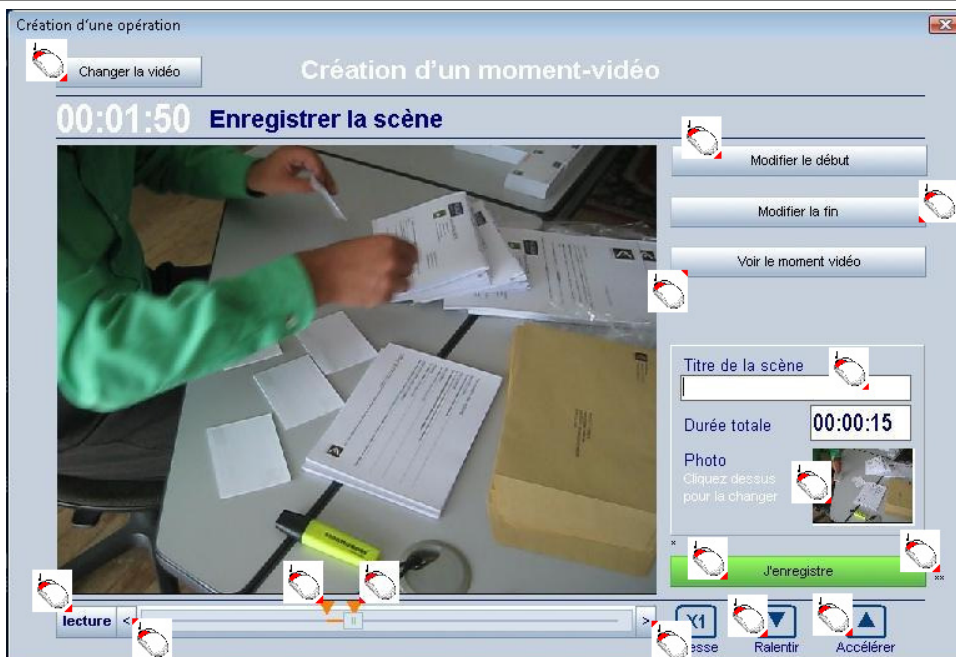 Création d'une opération
Changer la vidéo
Création d'un moment-vidéo
00:01:50 Enregistrer la scène
Modifier le début
Modifier la fin
Voir le moment vidéo
Titre de la scène
Durée totale 00:00:15
Photo
Cliquez dessus
pour la changer
*
J'enregistre
**
lecture < >
X1
Ralentir
Accélérer